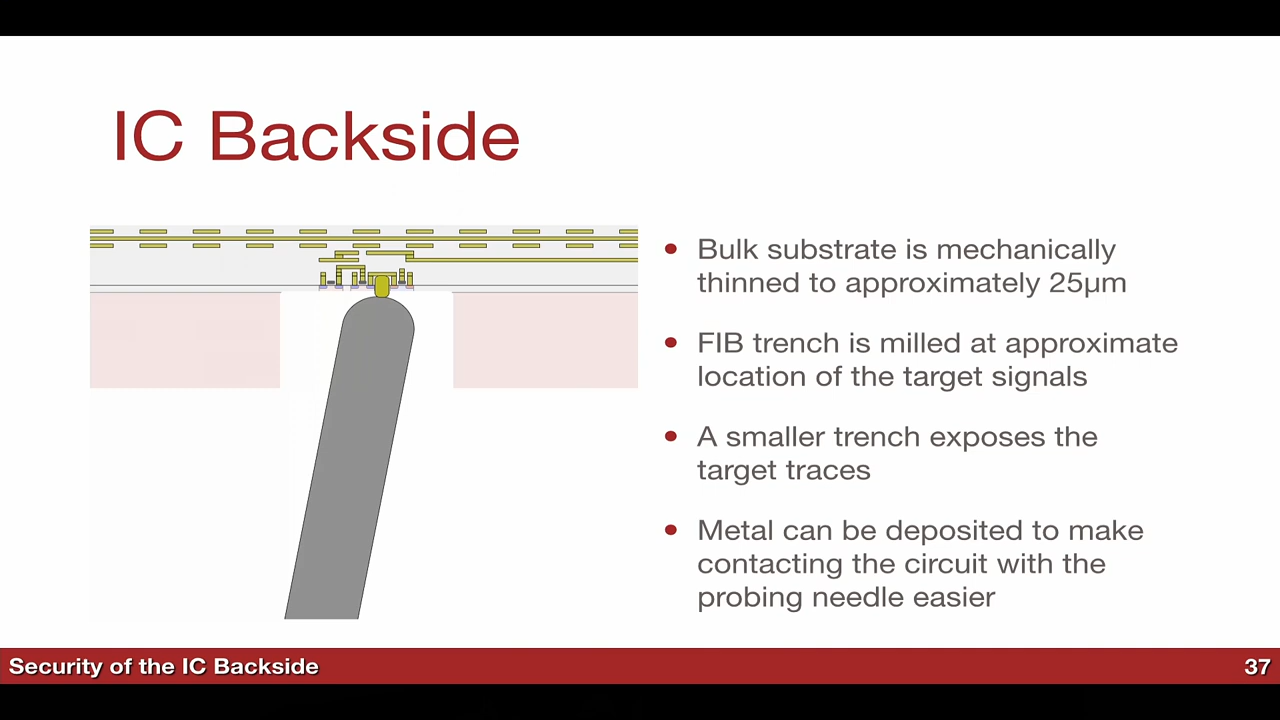 IC Backside
• Bulk substrate is mechanically
thinned to approximately 25µm
• FIB trench is milled at approximate
location of the target signals
• A smaller trench exposes the
target traces
• Metal can be deposited to make
contacting the circuit with the
probing needle easier
Security of the IC Backside
37